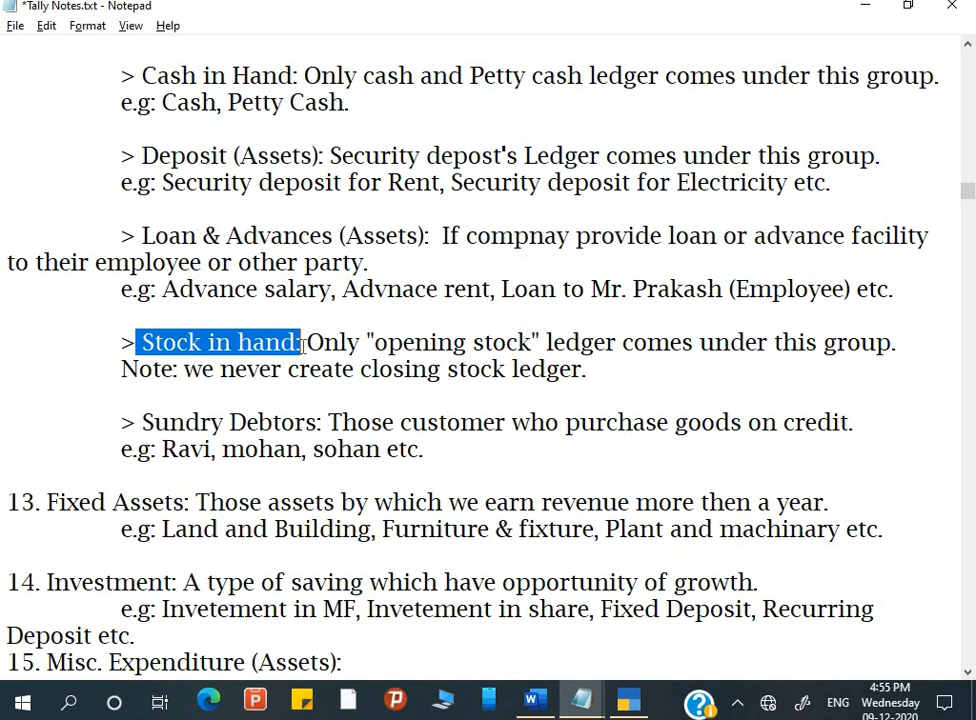 *Tally Notes.txt - Notepad
File Edit Format View Help
> Cash in Hand: Only cash and Petty cash ledger comes under this group.
e.g: Cash, Petty Cash.
> Deposit (Assets): Security depost's Ledger comes under this group.
e.g: Security deposit for Rent, Security deposit for Electricity etc.
> Loan & Advances (Assets):  If compnay provide loan or advance facility
to their employee or other party.
e.g: Advance salary, Advnace rent, Loan to Mr. Prakash (Employee) etc.
> Stock in hand: Only "opening stock" ledger comes under this group.
Note: we never create closing stock ledger.
> Sundry Debtors: Those customer who purchase goods on credit.
e.g: Ravi, mohan, sohan etc.
13. Fixed Assets: Those assets by which we earn revenue more then a year.
e.g: Land and Building, Furniture & fixture, Plant and machinary etc.
14. Investment: A type of saving which have opportunity of growth.
e.g: Invetement in MF, Invetement in share, Fixed Deposit, Recurring
Deposit etc.
15. Misc. Expenditure (Assets):
ENG
4:55 PM
Wednesday
09-12-2020